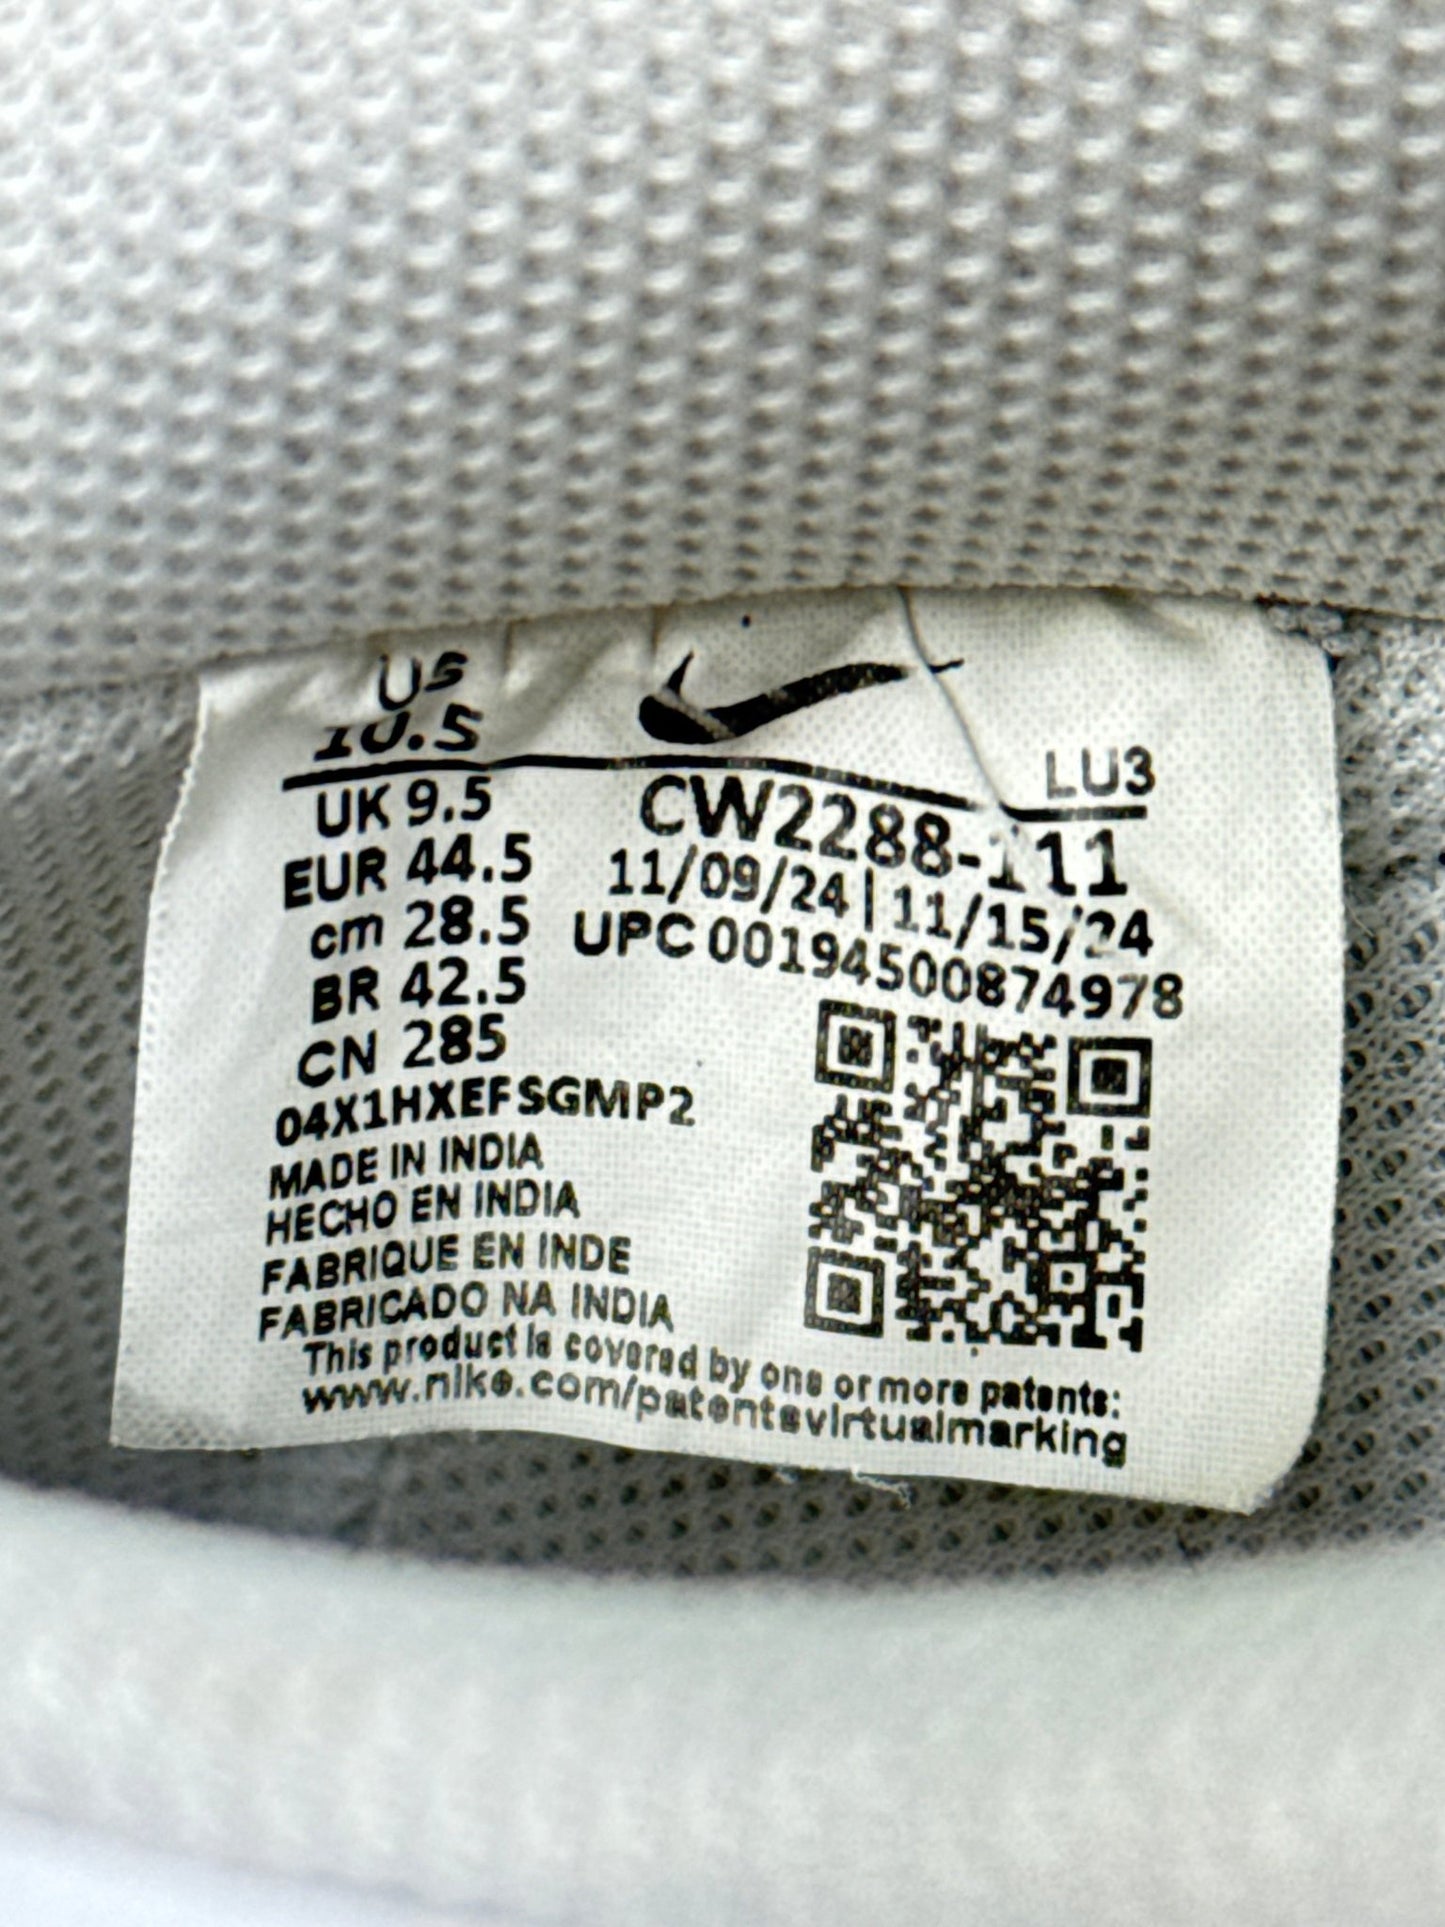 US
10.5
LU3
UK 9.5
EUR 44.5
cm 28.5
BR 42.5
CN 285
CW2288-111
11/09/24 | 11/15/24
UPC 00194500874978
04X1HXEFSGMP2
MADE IN INDIA
HECHO EN INDIA
FABRIQUE EN INDE
FABRICADO NA INDIA
This product is covered by one or more patents:
www.nike.com/patentsvirtualmarking